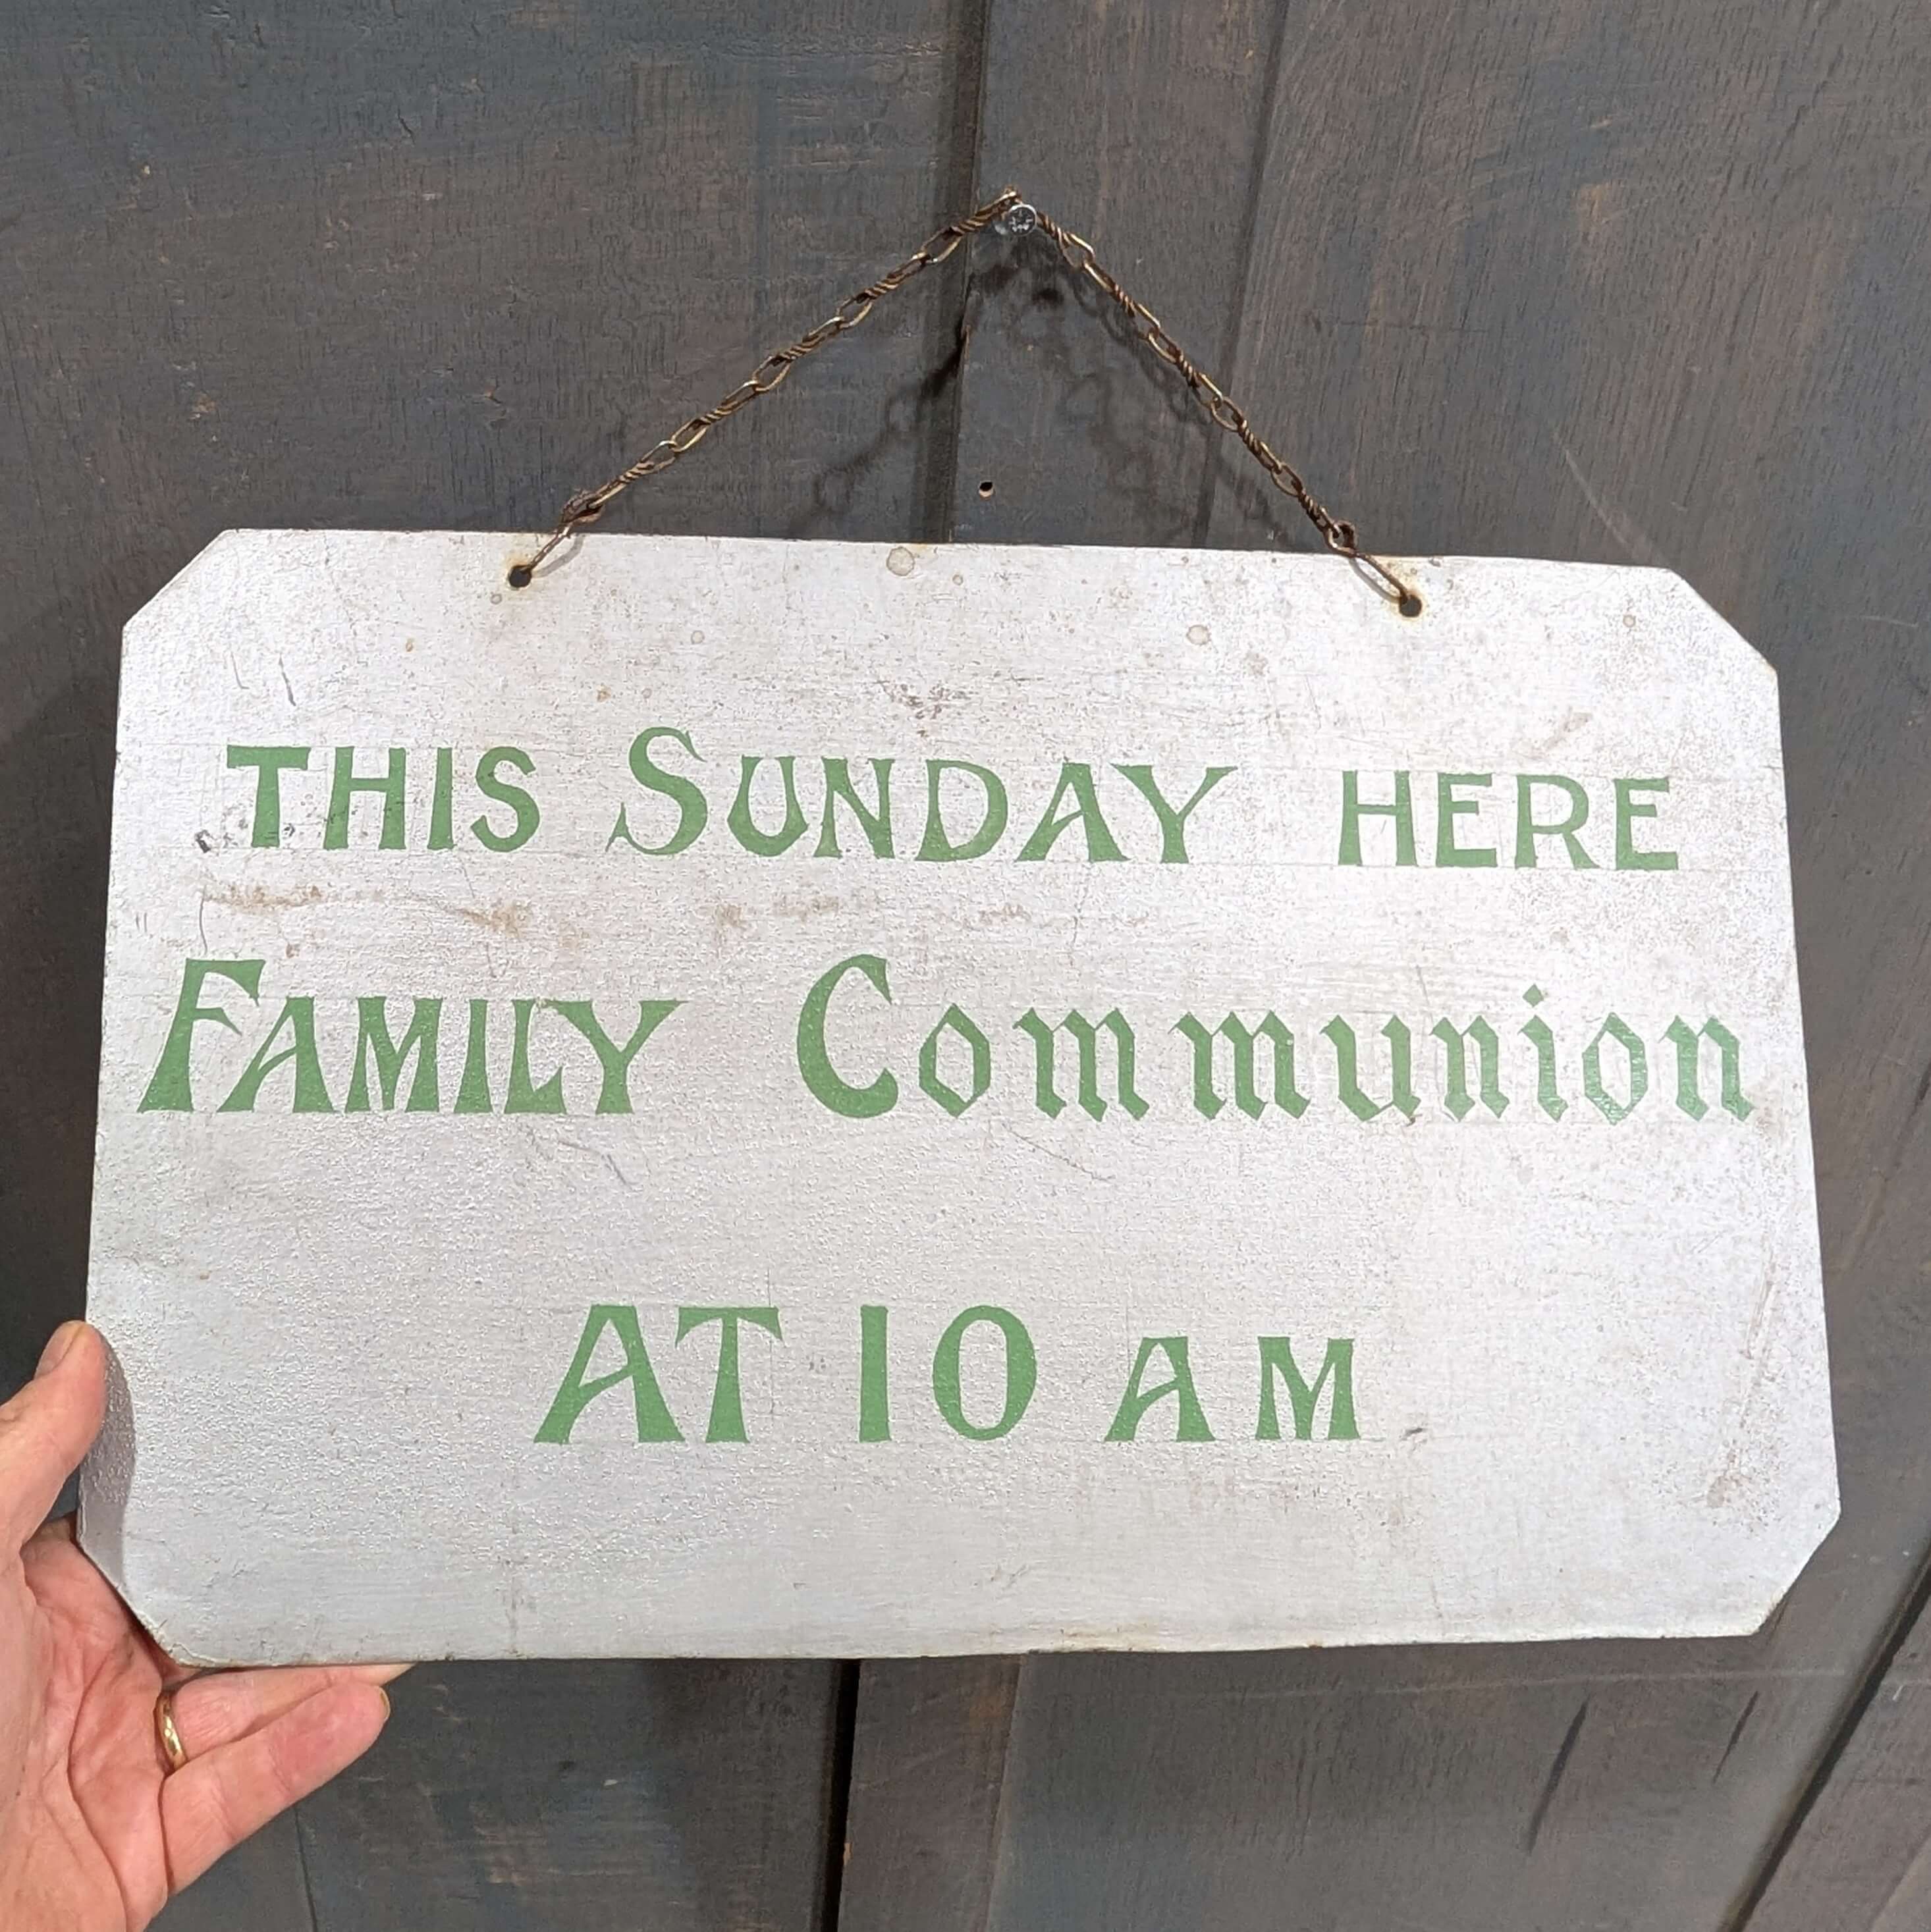 THIS SUNDAY HERE
FAMILY Communion
AT 10 AM